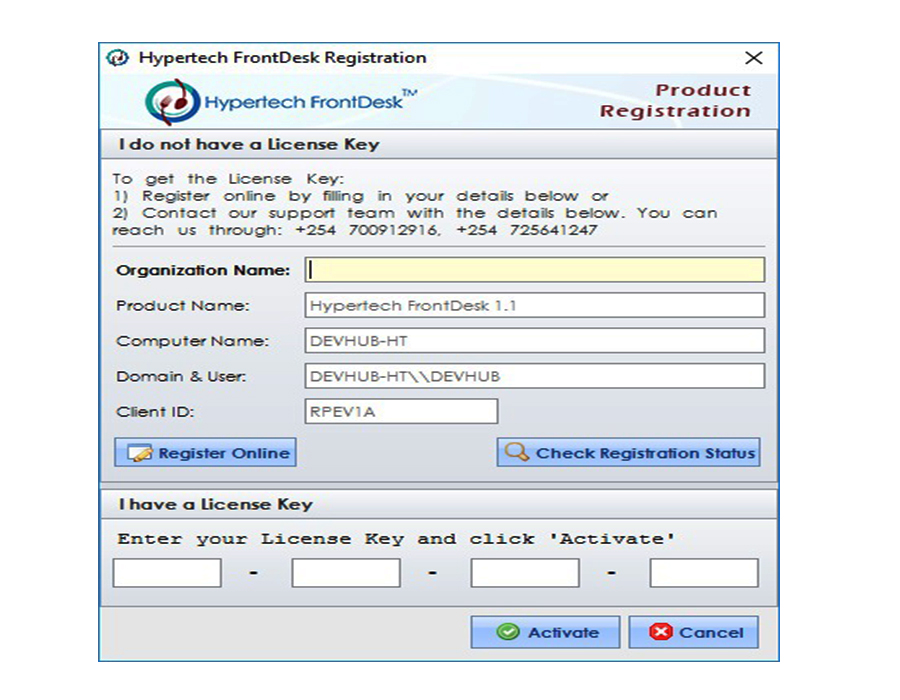 Hypertech FrontDesk Registration
Hypertech FrontDesk™
Product
Registration
I do not have a License Key
To get the License Key:
1) Register online by filling in your details below or
2) Contact our support team with the details below. You can
reach us through: +254 700912916, +254 725641247
Organization Name:
Product Name: Hypertech FrontDesk 1.1
Computer Name: DEVHUB-HT
Domain & User: DEVHUB-HT\\DEVHUB
Client ID: RPEV1A
Register Online Check Registration Status
I have a License Key
Enter your License Key and click 'Activate'
- - -
Activate Cancel